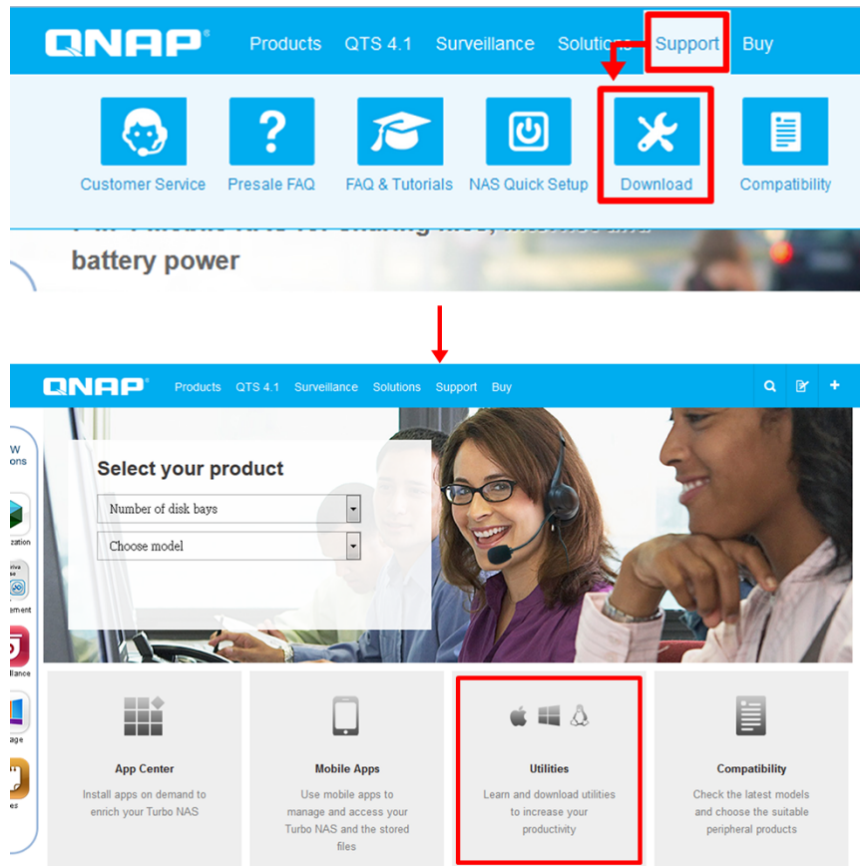 QNAP Products QTS 4.1 Surveillance Solutions Support Buy
Customer Service Presale FAQ FAQ & Tutorials NAS Quick Setup Download Compatibility
battery power
QNAP Products QTS 4.1 Surveillance Solutions Support Buy
Select your product
Number of disk bays
Choose model
App Center
Install apps on demand to
enrich your Turbo NAS
Mobile Apps
Use mobile apps to
manage and access your
Turbo NAS and the stored
files
Utilities
Learn and download utilities
to increase your
productivity
Compatibility
Check the latest models
and choose the suitable
peripheral products